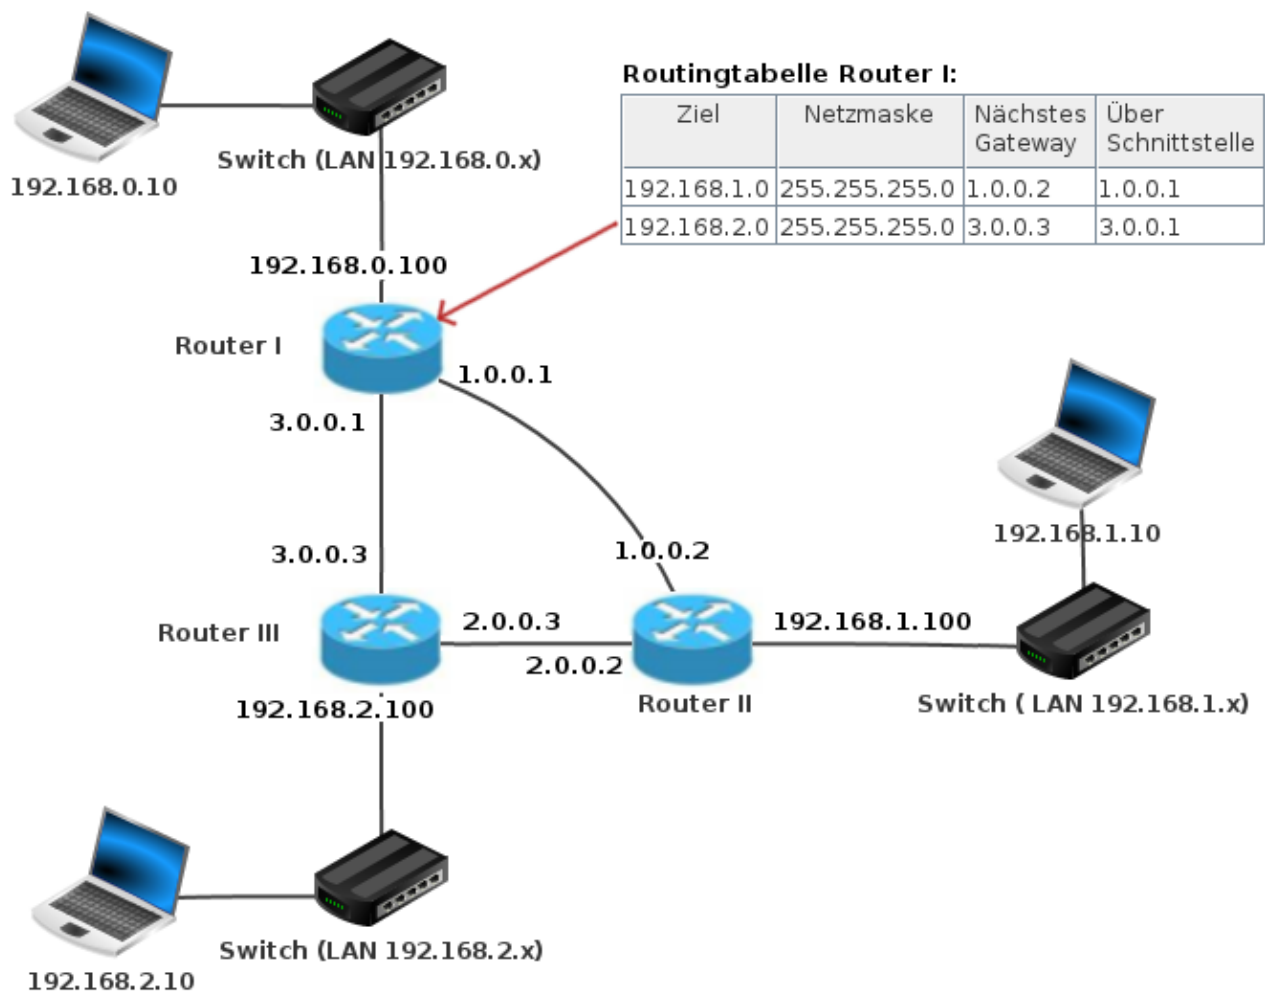 Routingtabelle Router I:
Ziel Netzmaske Nächstes Gateway Über Schnittstelle
192.168.1.0 255.255.255.0 1.0.0.2 1.0.0.1
192.168.2.0 255.255.255.0 3.0.0.3 3.0.0.1
Switch (LAN 192.168.0.x)
192.168.0.10
192.168.0.100
Router I
1.0.0.1
3.0.0.1
192.168.1.10
1.0.0.2
3.0.0.3
Router III
2.0.0.3
192.168.1.100
2.0.0.2
Router II
Switch ( LAN 192.168.1.x)
192.168.2.100
Switch (LAN 192.168.2.x)
192.168.2.10